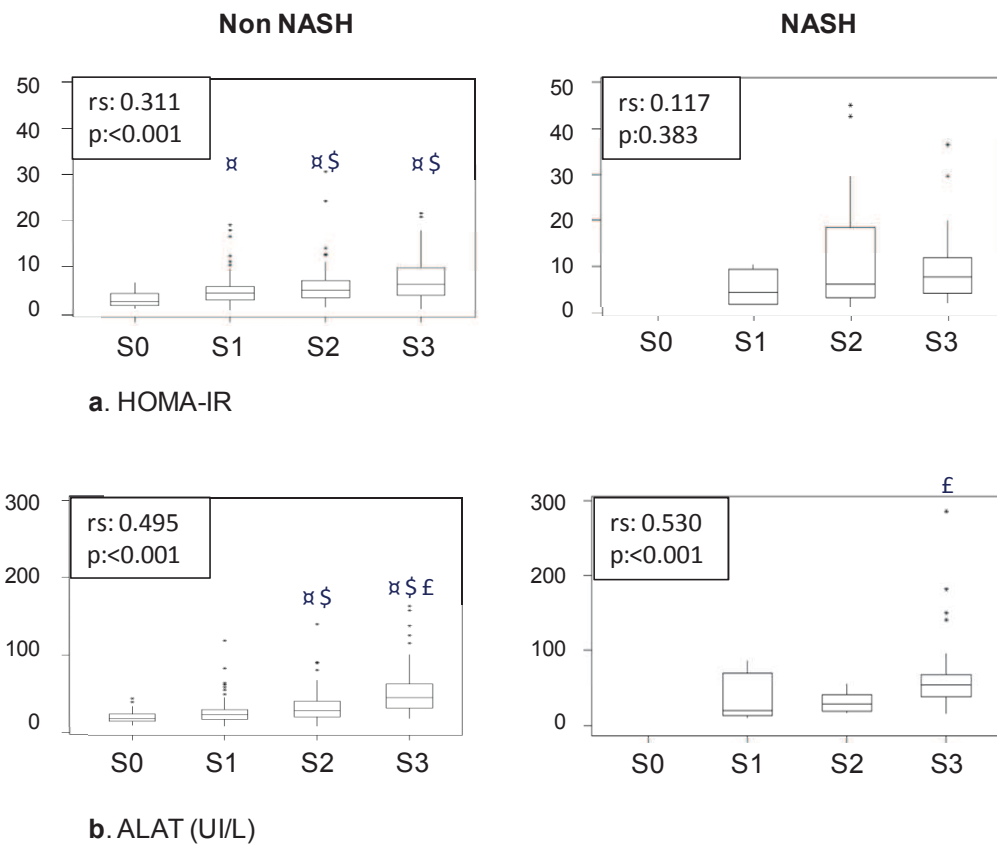 Non NASH
NASH
50
40
30
20
10
0
rs: 0.311
p:<0.001
¤
¤ $
¤ $
S0 S1 S2 S3
50
40
30
20
10
0
rs: 0.117
p:0.383
S0 S1 S2 S3
a. HOMA-IR
300
200
100
0
rs: 0.495
p:<0.001
¤ $
¤ $ £
S0 S1 S2 S3
300
200
100
0
rs: 0.530
p:<0.001
£
S0 S1 S2 S3
b. ALAT (UI/L)